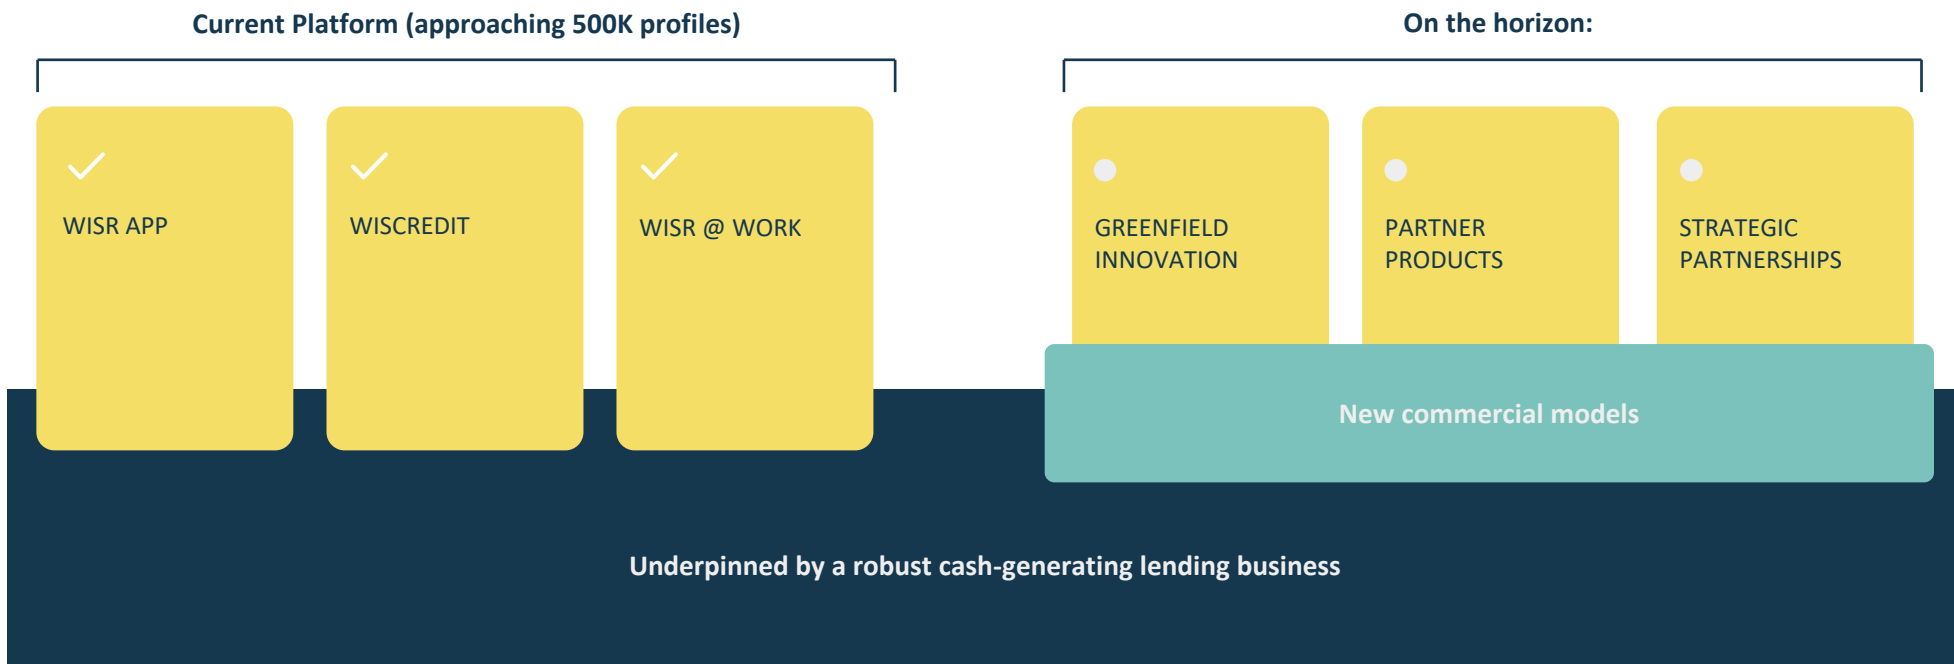 Current Platform (approaching 500K profiles)
WISR APP
WISCREDIT
WISR @ WORK
On the horizon:
GREENFIELD
INNOVATION
PARTNER
PRODUCTS
STRATEGIC
PARTNERSHIPS
New commercial models
Underpinned by a robust cash-generating lending business